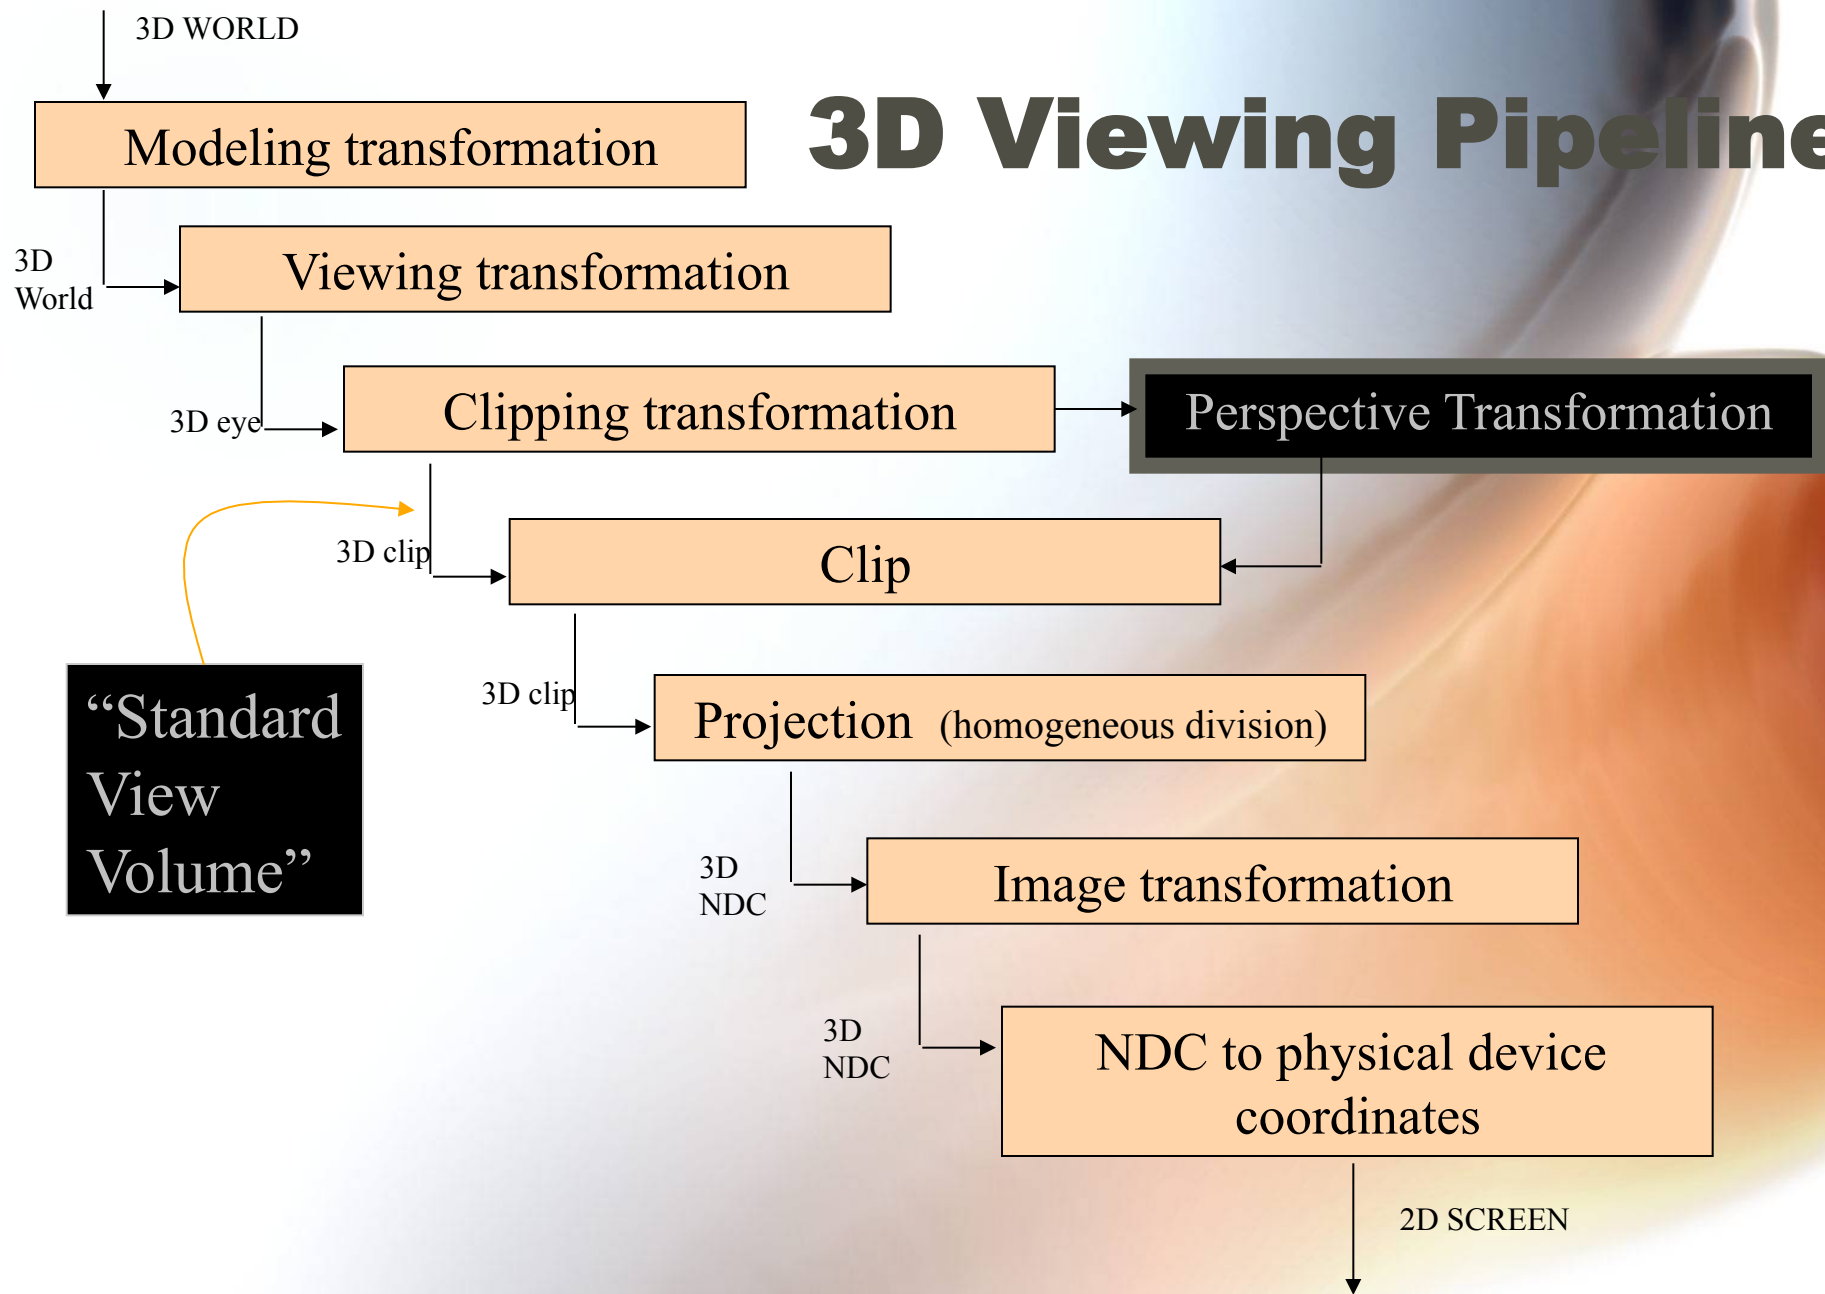 3D WORLD
3D Viewing Pipeline
Modeling transformation
3D
World
Viewing transformation
3D eye
Clipping transformation
Perspective Transformation
3D clip
Clip
“Standard
View
Volume”
3D clip
Projection (homogeneous division)
3D
NDC
Image transformation
3D
NDC
NDC to physical device
coordinates
2D SCREEN